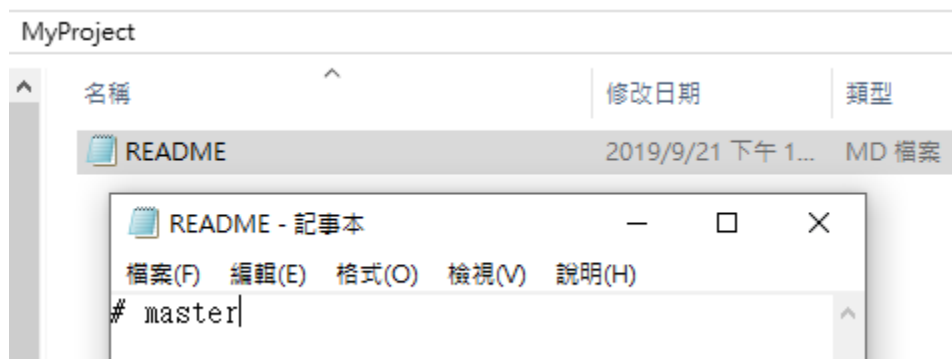 MyProject
名稱 修改日期 類型
README 2019/9/21 下午 1... MD 檔案
README - 記事本
檔案(F) 編輯(E) 格式(O) 檢視(V) 說明(H)
# master